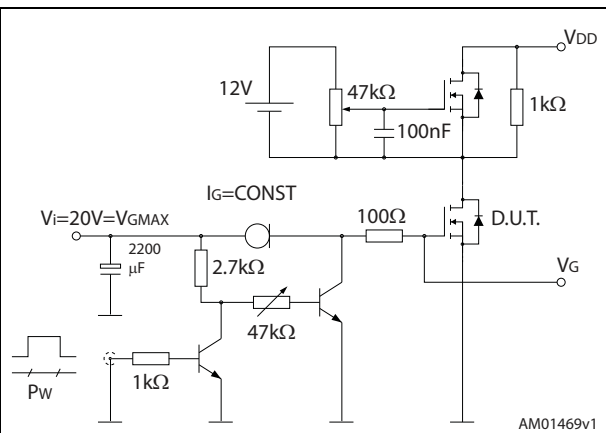 VDD
12V
47kΩ
1kΩ
100nF
IG=CONST
Vi=20V=VGMAX
100Ω
D.U.T.
2200
μF
2.7kΩ
VG
47kΩ
1kΩ
PW
AM01469v1